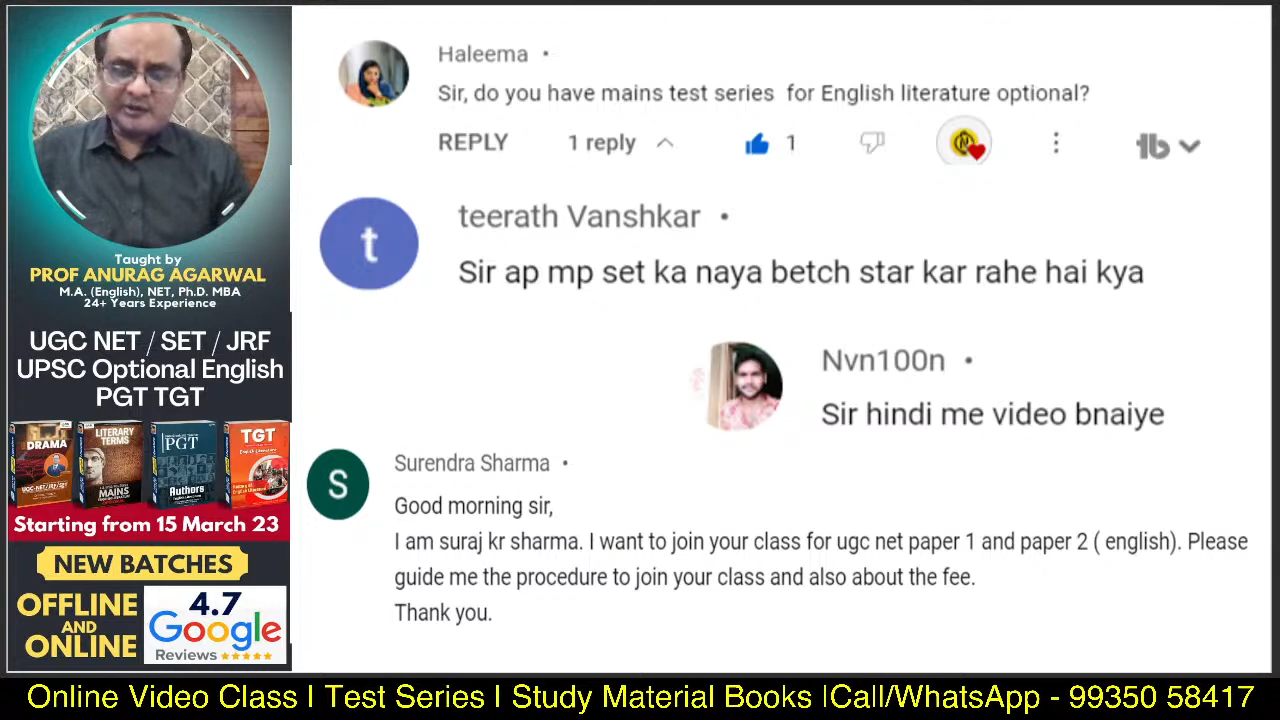 Taught by
PROF ANURAG AGARWAL
M.A. (English), NET, Ph.D. MBA
24+ Years Experience
UGC NET / SET / JRF
UPSC Optional English
PGT TGT
DRAMA
LITERARY TERMS
MAINS
PGT
Authors
TGT
Starting from 15 March 23
NEW BATCHES
OFFLINE
AND
ONLINE
4.7
Google
Reviews
Haleema •
Sir, do you have mains test series for English literature optional?
REPLY 1 reply 1
teerath Vanshkar •
t
Sir ap mp set ka naya betch star kar rahe hai kya
Nvn100n •
Sir hindi me video bnaiye
Surendra Sharma •
S
Good morning sir,
I am suraj kr sharma. I want to join your class for ugc net paper 1 and paper 2 ( english). Please
guide me the procedure to join your class and also about the fee.
Thank you.
Online Video Class I Test Series I Study Material Books |Call/WhatsApp - 99350 58417